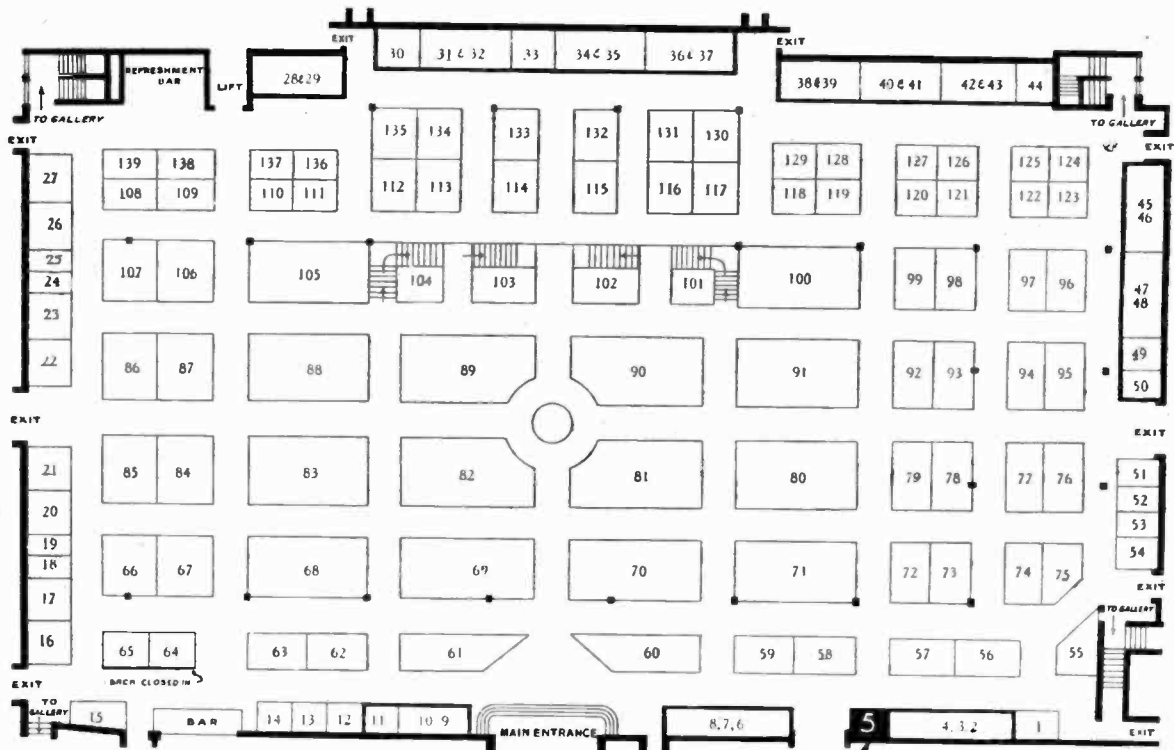 EXIT 30 31 & 32 33 34 & 35 36 & 37 EXIT
REFRESHMENT BAR LIFT 28 & 29 38 & 39 40 & 41 42 & 43 44
TO GALLERY TO GALLERY
EXIT 135 134 133 132 131 130 EXIT
27 139 138 137 136 129 128 127 126 125 124
108 109 110 111 112 113 114 115 116 117 118 119 120 121 122 123 45 46
26
25 107 106 105 104 103 102 101 100 99 98 97 96
24
23 47 48
22 86 87 88 89 90 91 92 93 94 95 49
50
EXIT EXIT
21 85 84 83 82 81 80 79 78 77 76 51
20 52
19 53
18 66 67 68 69 70 71 72 73 74 75 54
17 EXIT
TO GALLERY
16 65 64 63 62 61 60 59 58 57 56 55
BACK CLOSED IN
EXIT
TO GALLERY 15 BAR 14 13 12 11 10 9 MAIN ENTRANCE 8, 7, 6 5 4, 3, 2 1 EXIT